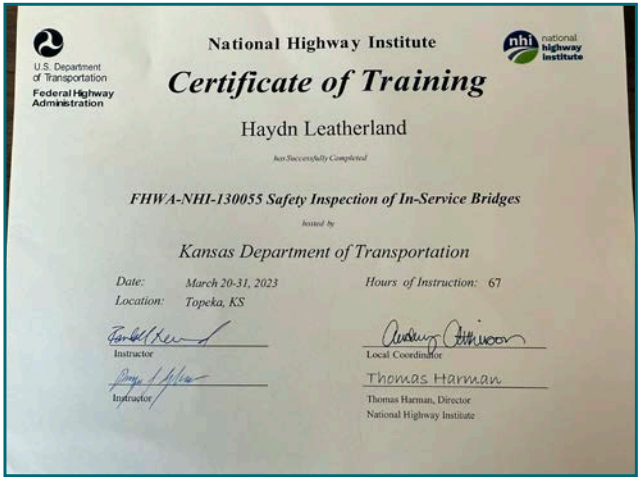 U.S. Department
of Transportation
Federal Highway
Administration
National Highway Institute
nhi national
highway
institute
Certificate of Training
Haydn Leatherland
has Successfully Completed
FHWA-NHI-130055 Safety Inspection of In-Service Bridges
hosted by
Kansas Department of Transportation
Date: March 20-31, 2023 Hours of Instruction: 67
Location: Topeka, KS
Instructor
Local Coordinator
Thomas Harman
Instructor
Thomas Harman, Director
National Highway Institute